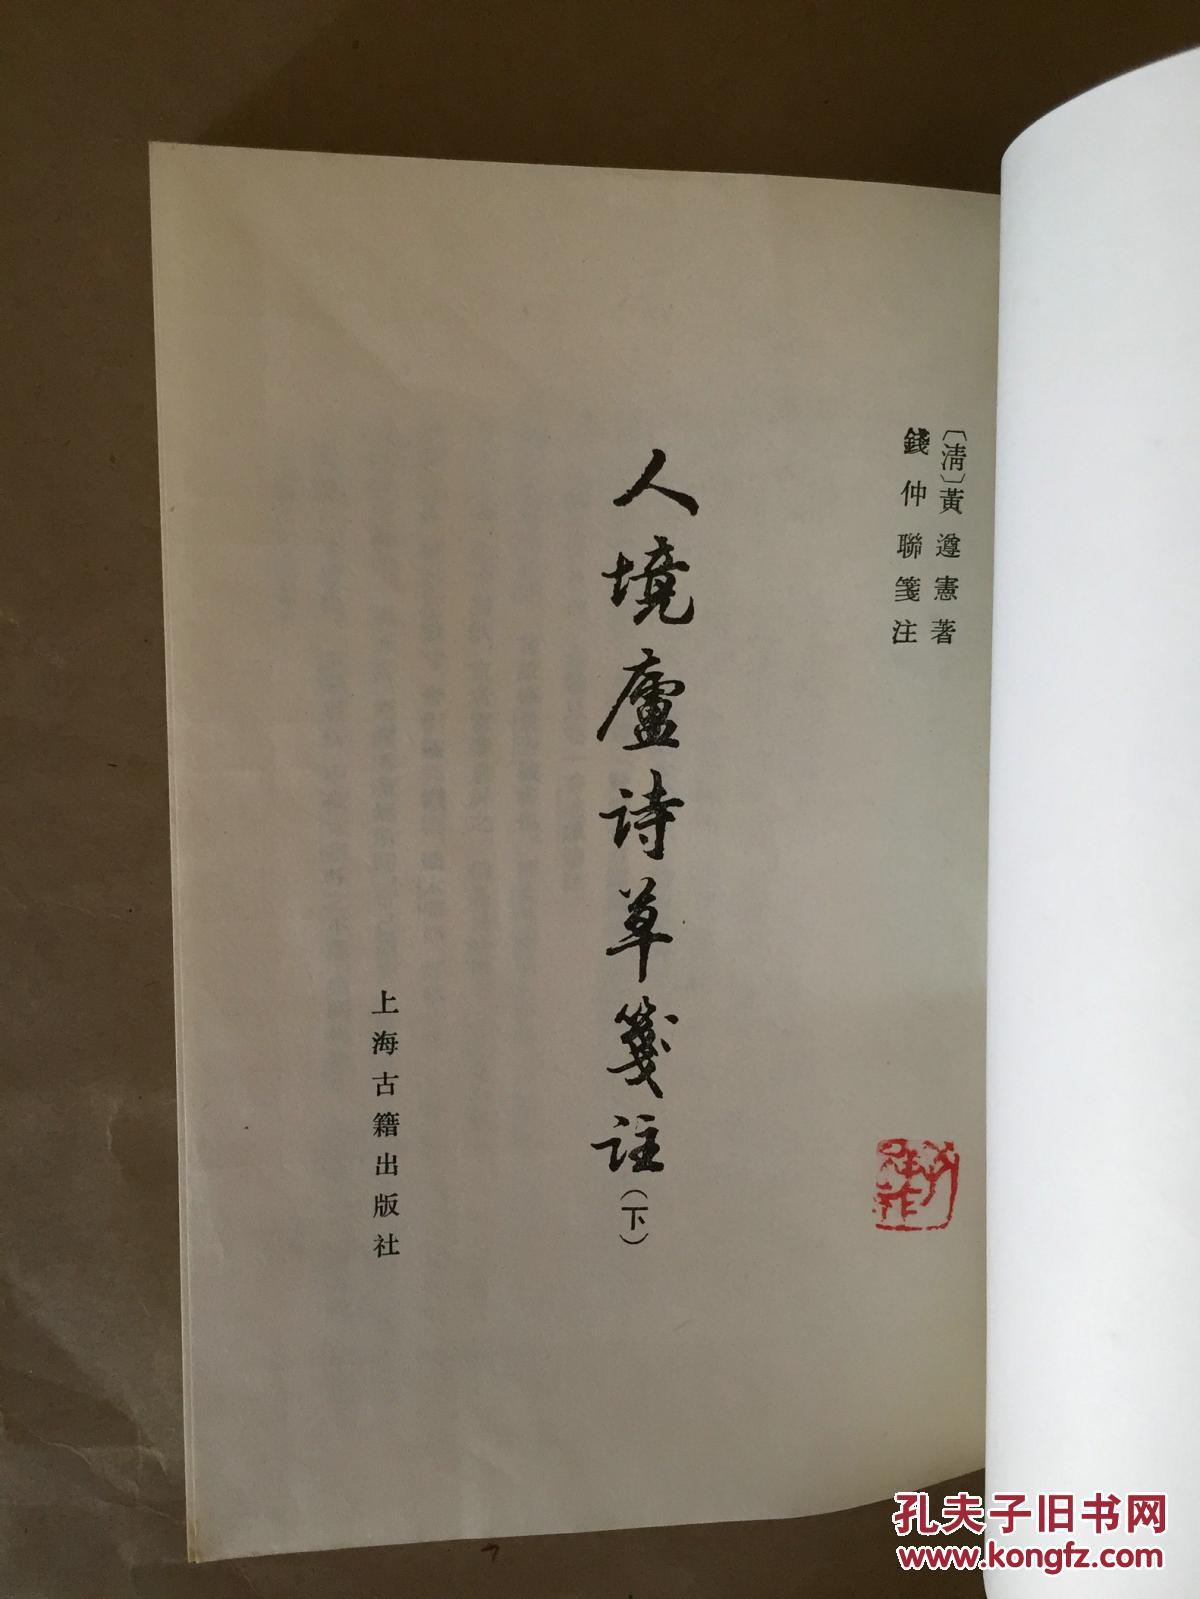 〔清〕黃遵憲著
錢仲聯箋注
人境廬詩草箋註(下)
上海古籍出版社
孔夫子旧书网
www.kongfz.com